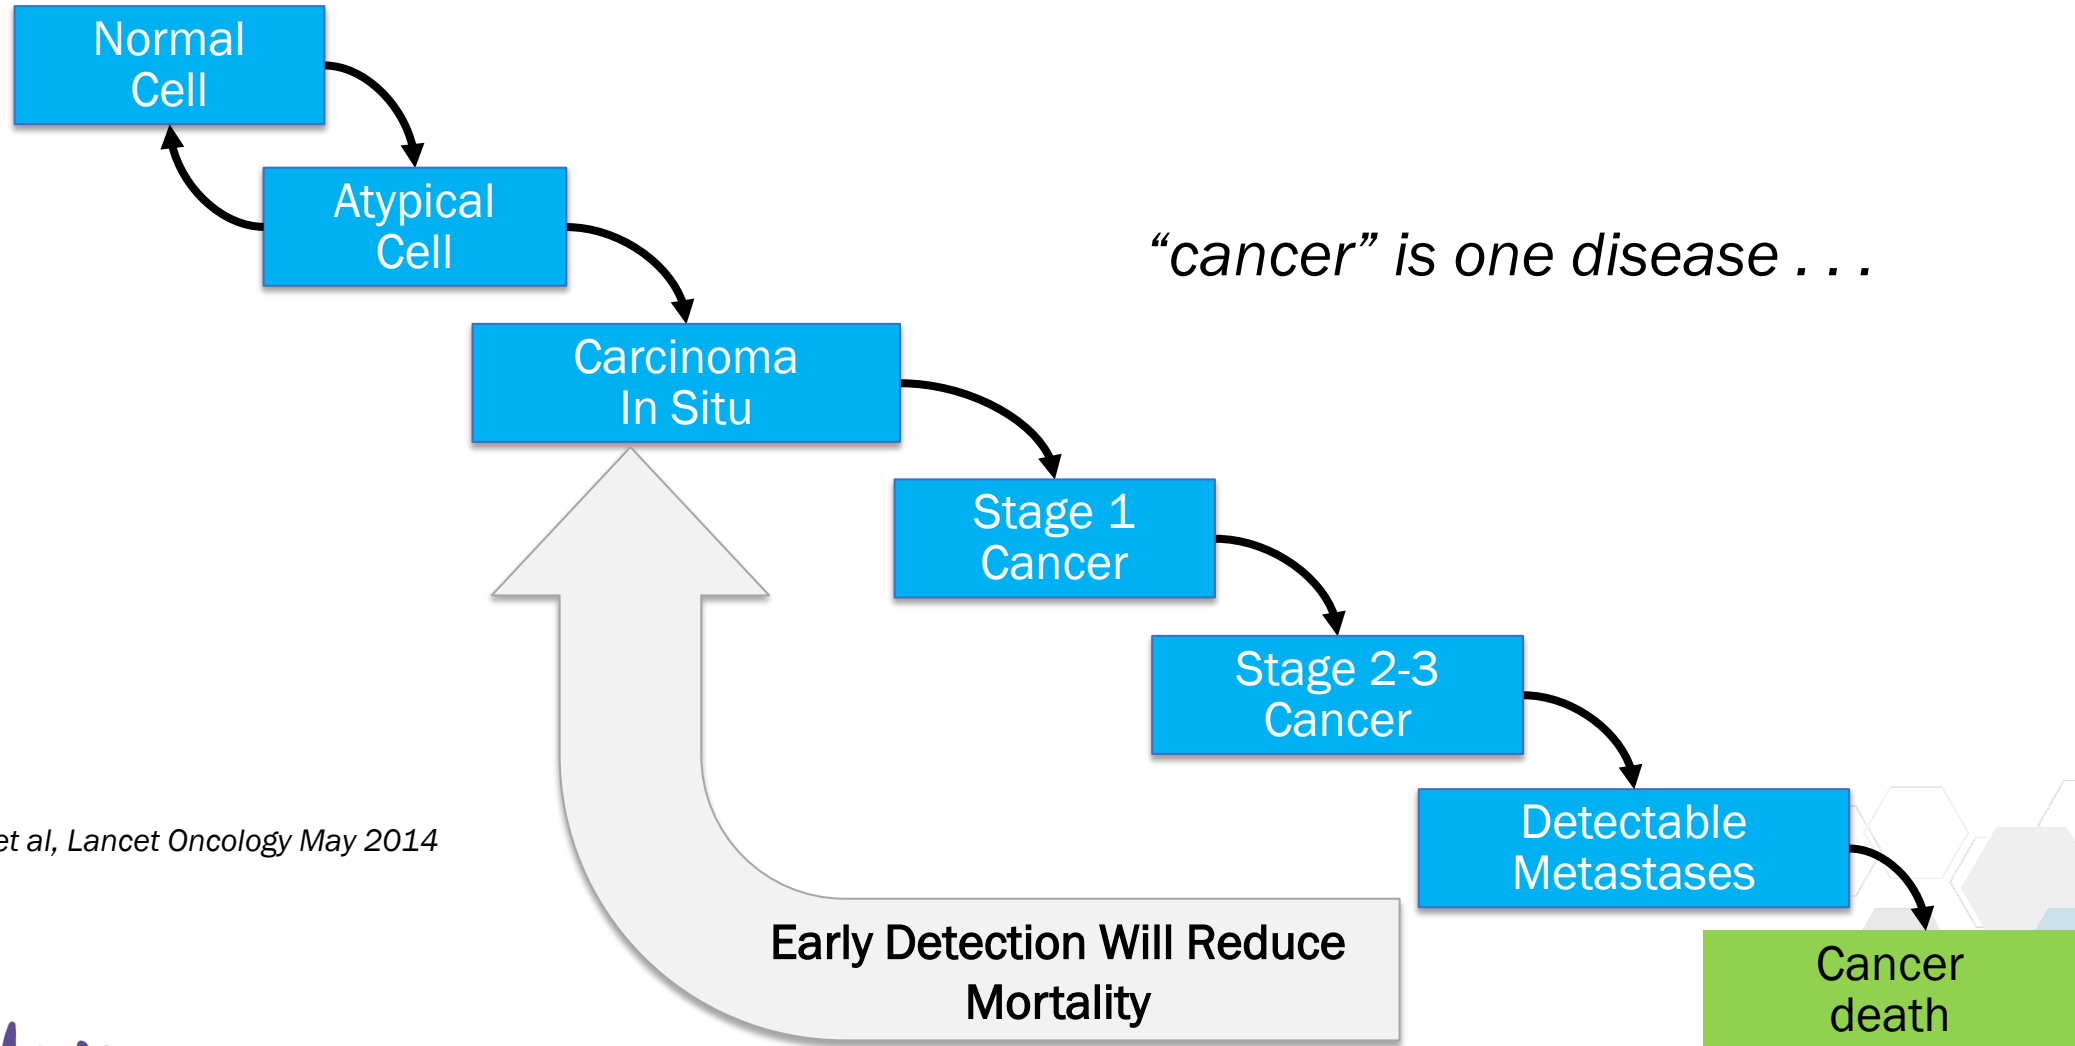 Normal
Cell
Atypical
Cell
“cancer” is one disease . . .
Carcinoma
In Situ
Stage 1
Cancer
Stage 2-3
Cancer
Detectable
Metastases
et al, Lancet Oncology May 2014
Early Detection Will Reduce
Mortality
Cancer
death